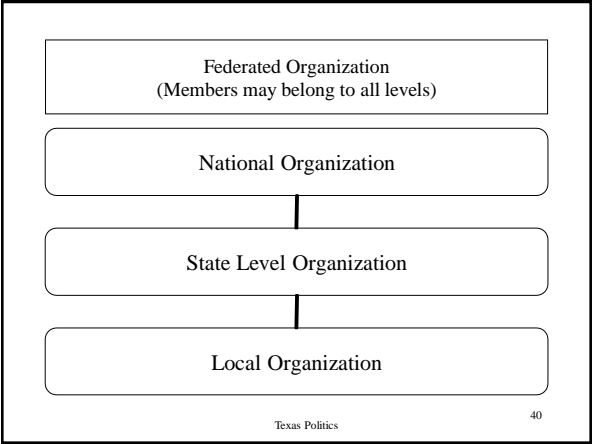 Federated Organization
(Members may belong to all levels)
National Organization
State Level Organization
Local Organization
Texas Politics
40